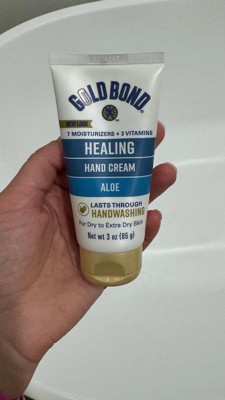 GOLD BOND
NEW LOOK
7 MOISTURIZERS + 3 VITAMINS
HEALING
HAND CREAM
ALOE
LASTS THROUGH
HANDWASHING
For Dry to Extra Dry Skin
Net wt 3 oz (85 g)